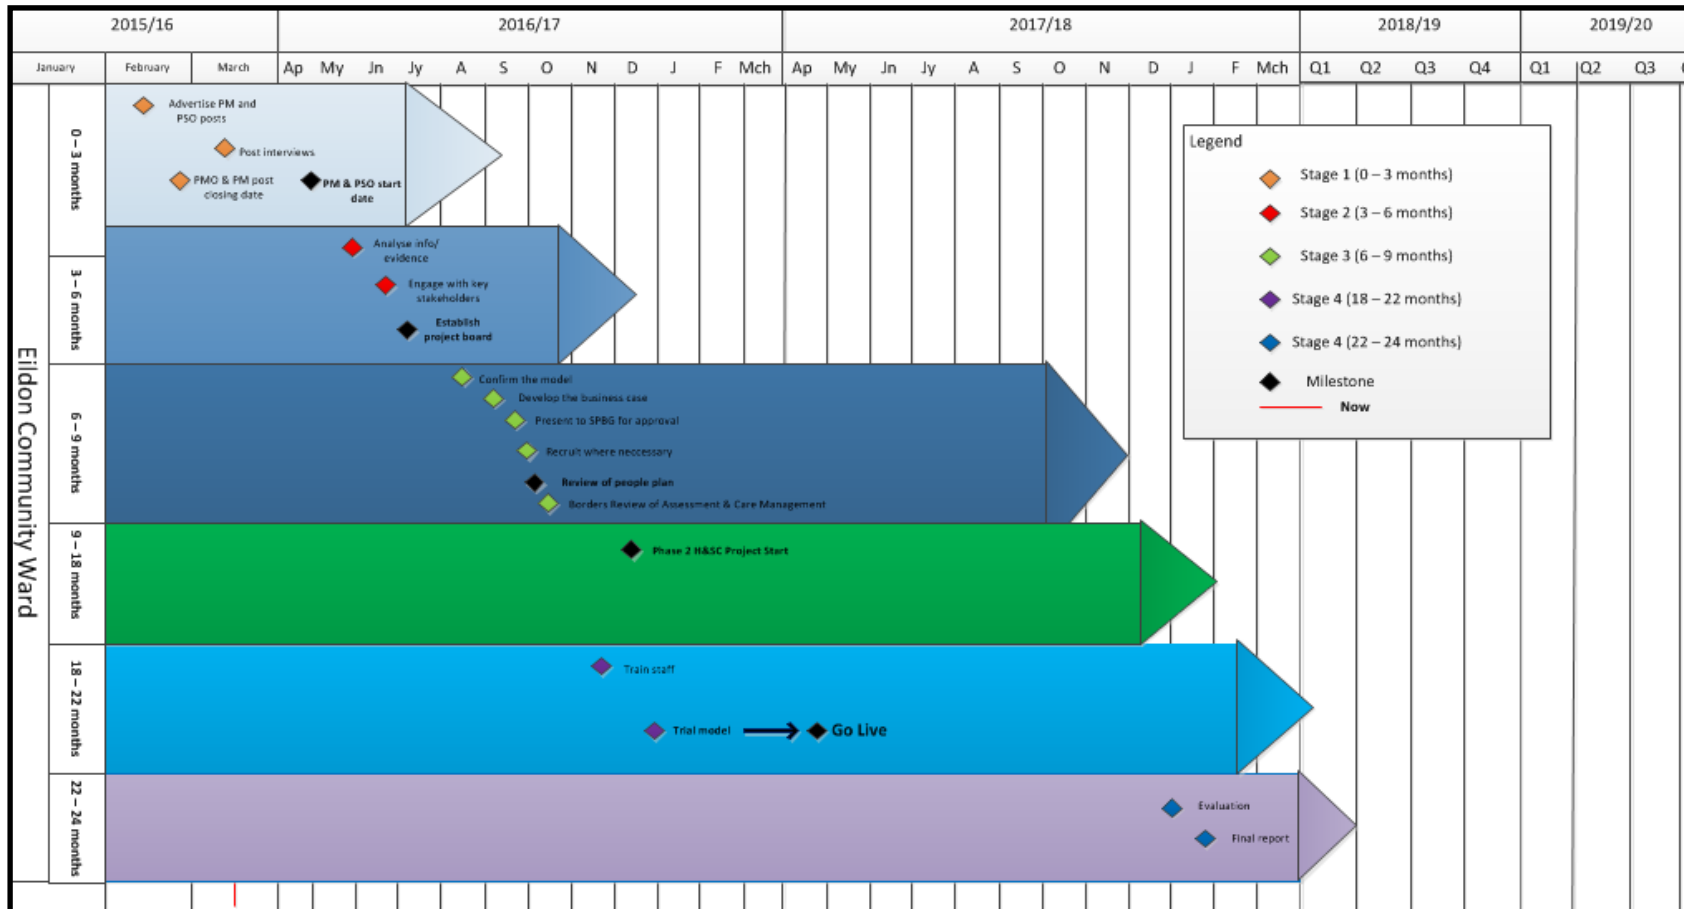 2015/16
2016/17
2017/18
2018/19
2019/20
January
February
March
Ap
My
Jn
Jy
A
S
O
N
D
J
F
Mch
Ap
My
Jn
Jy
A
S
O
N
D
J
F
Mch
Q1
Q2
Q3
Q4
Q1
Q2
Q3
Eildon Community Ward
0 – 3 months
Advertise PM and
PSO posts
Post interviews
PMO & PM post
closing date
PM & PSO start
date
3 – 6 months
Analyse info/
evidence
Engage with key
stakeholders
Establish
project board
6 – 9 months
Confirm the model
Develop the business case
Present to SPBG for approval
Recruit where neccessary
Review of people plan
Borders Review of Assessment & Care Management
9 – 18 months
Phase 2 H&SC Project Start
18 – 22 months
Train staff
Trial model
Go Live
22 – 24 months
Evaluation
Final report
Legend
Stage 1 (0 – 3 months)
Stage 2 (3 – 6 months)
Stage 3 (6 – 9 months)
Stage 4 (18 – 22 months)
Stage 4 (22 – 24 months)
Milestone
Now